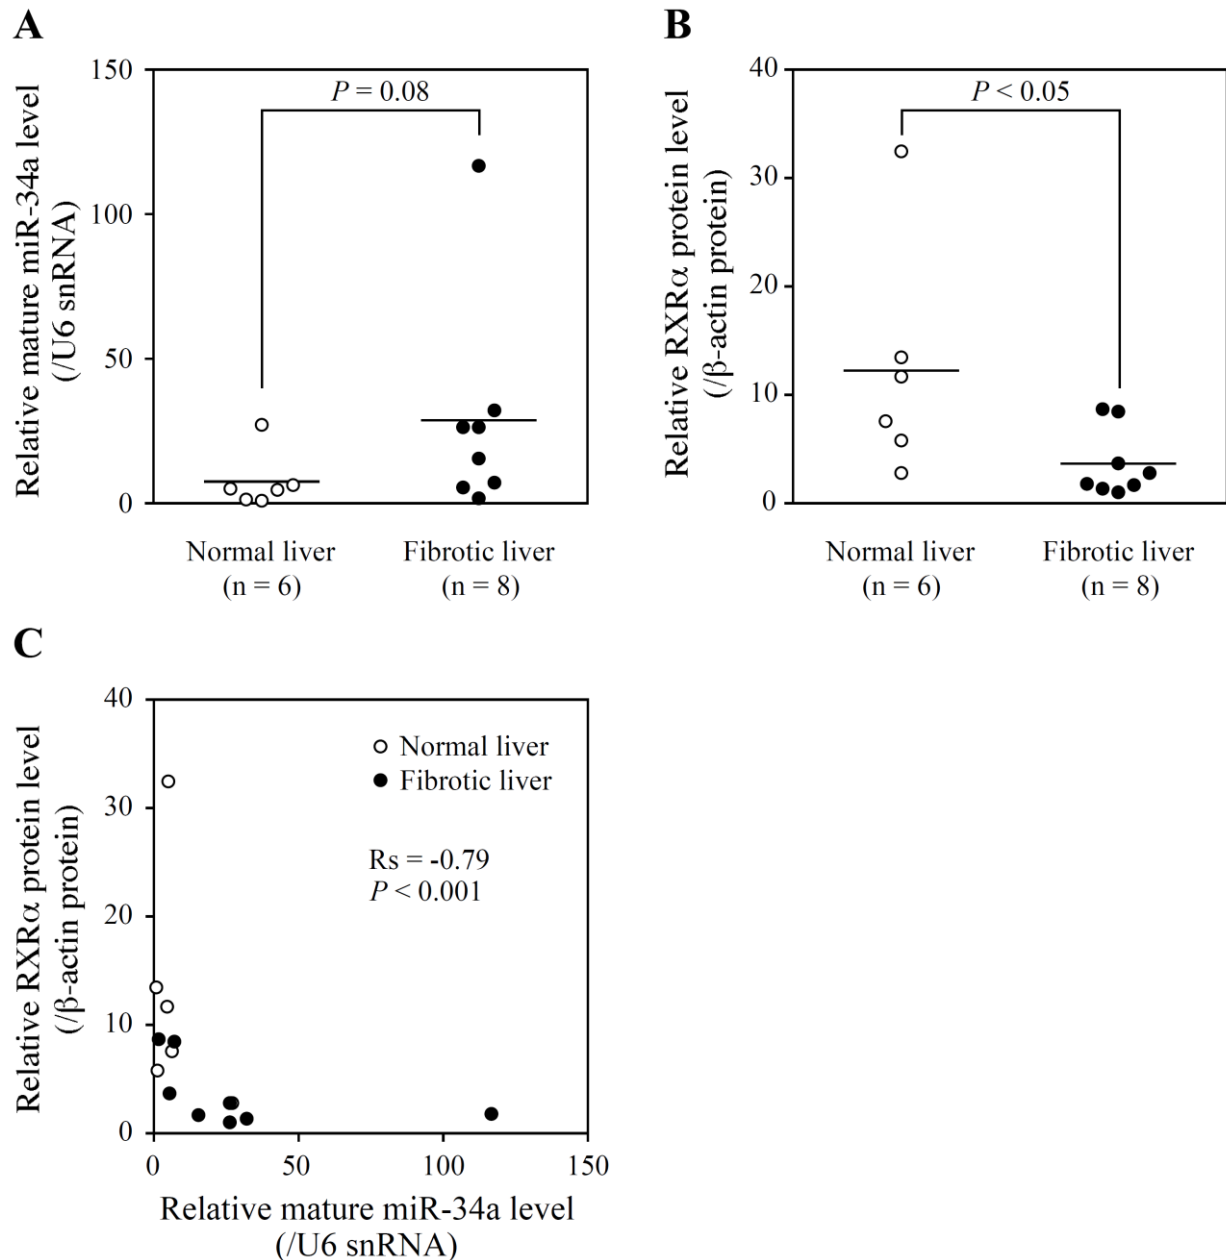 A
Relative mature miR-34a level
(/U6 snRNA)
150
100
50
0
P = 0.08
Normal liver
(n = 6)
Fibrotic liver
(n = 8)
B
Relative RXRα protein level
(/β-actin protein)
40
30
20
10
0
P < 0.05
Normal liver
(n = 6)
Fibrotic liver
(n = 8)
C
Relative RXRα protein level
(/β-actin protein)
40
30
20
10
0
Normal liver
Fibrotic liver
Rs = -0.79
P < 0.001
0 50 100 150
Relative mature miR-34a level
(/U6 snRNA)